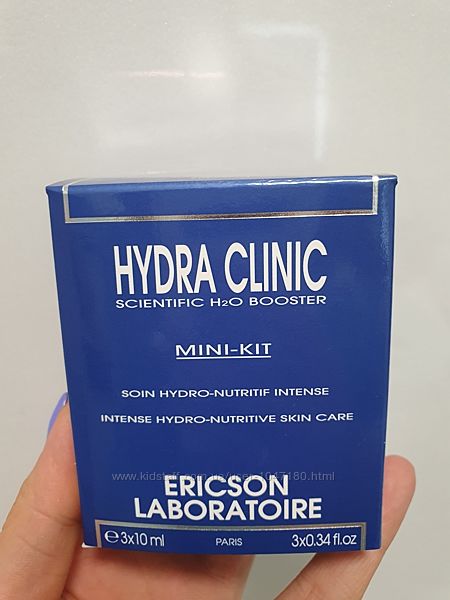 HYDRA CLINIC
SCIENTIFIC H2O BOOSTER
MINI-KIT
SOIN HYDRO-NUTRITIF INTENSE
INTENSE HYDRO-NUTRITIVE SKIN CARE
ERICSON
LABORATOIRE
℮ 3x10 ml PARIS 3x0.34 fl.oz